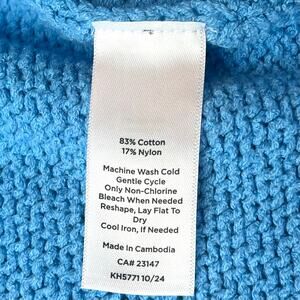 83% Cotton
17% Nylon
Machine Wash Cold
Gentle Cycle
Only Non-Chlorine
Bleach When Needed
Reshape, Lay Flat To
Dry
Cool Iron, If Needed
Made In Cambodia
CA# 23147
KH5771 10/24